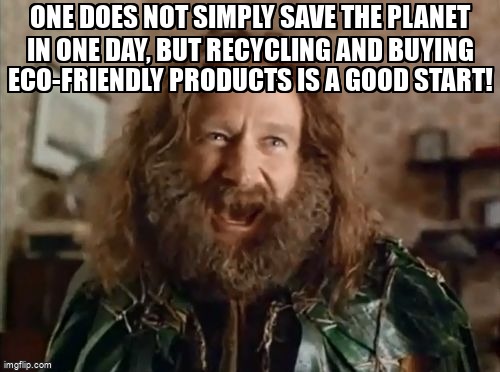 ONE DOES NOT SIMPLY SAVE THE PLANET
IN ONE DAY, BUT RECYCLING AND BUYING
ECO-FRIENDLY PRODUCTS IS A GOOD START!
imgflip.com